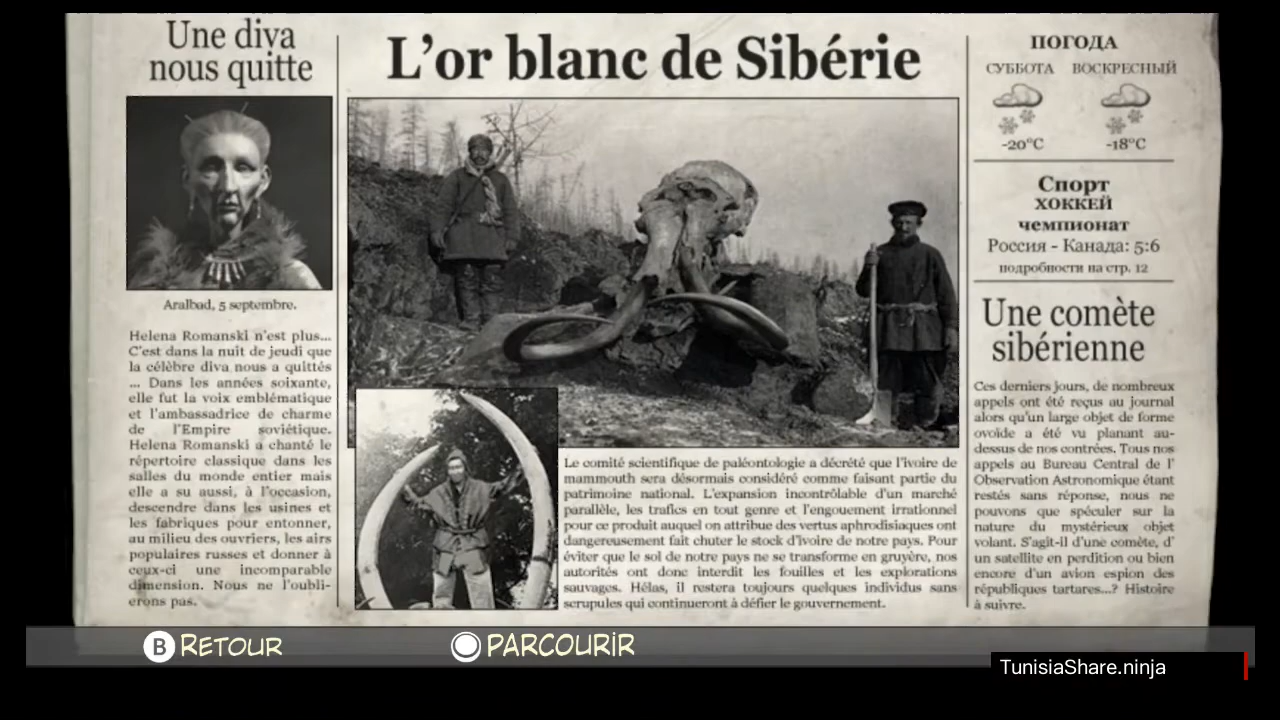 Une diva
nous quitte
Aralbad, 5 septembre.
Helena Romanski n'est plus...
C'est dans la nuit de jeudi que
la célèbre diva nous a quittés
... Dans les années soixante,
elle fut la voix emblématique
et l'ambassadrice de charme
de l'Empire soviétique.
Helena Romanski a chanté le
répertoire classique dans les
salles du monde entier mais
elle a su aussi, à l'occasion,
descendre dans les usines et
les fabriques pour entonner,
au milieu des ouvriers, les airs
populaires russes et donner à
ceux-ci une incomparable
dimension. Nous ne l'oubli-
erons pas.
L'or blanc de Sibérie
Le comité scientifique de paléontologie a décrété que l'ivoire de
mammouth sera désormais considéré comme faisant partie du
patrimoine national. L'expansion incontrôlable d'un marché
parallèle, les trafics en tout genre et l'engouement irrationnel
pour ce produit auquel on attribue des vertus aphrodisiaques ont
dangereusement fait chuter le stock d'ivoire de notre pays. Pour
éviter que le sol de notre pays ne se transforme en gruyère, nos
autorités ont donc interdit les fouilles et les explorations
sauvages. Hélas, il restera toujours quelques individus sans
scrupules qui continueront à défier le gouvernement.
ПОГОДА
СУББОТА ВОСКРЕСНЫЙ
-20°C -18°C
Спорт
ХОККЕЙ
чемпионат
Россия - Канада: 5:6
подробности на стр. 12
Une comète
sibérienne
Ces derniers jours, de nombreux
appels ont été reçus au journal
alors qu'un large objet de forme
ovoïde a été vu planant au-
dessus de nos contrées. Tous nos
appels au Bureau Central de l'
Observation Astronomique étant
restés sans réponse, nous ne
pouvons que spéculer sur la
nature du mystérieux objet
volant. S'agit-il d'une comète, d'
un satellite en perdition ou bien
encore d'un avion espion des
républiques tartares...? Histoire
à suivre.
B RETOUR
PARCOURIR
TunisiaShare.ninja